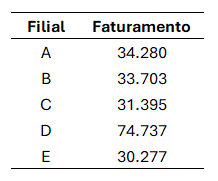 Filial Faturamento
A 34.280
B 33.703
C 31.395
D 74.737
E 30.277